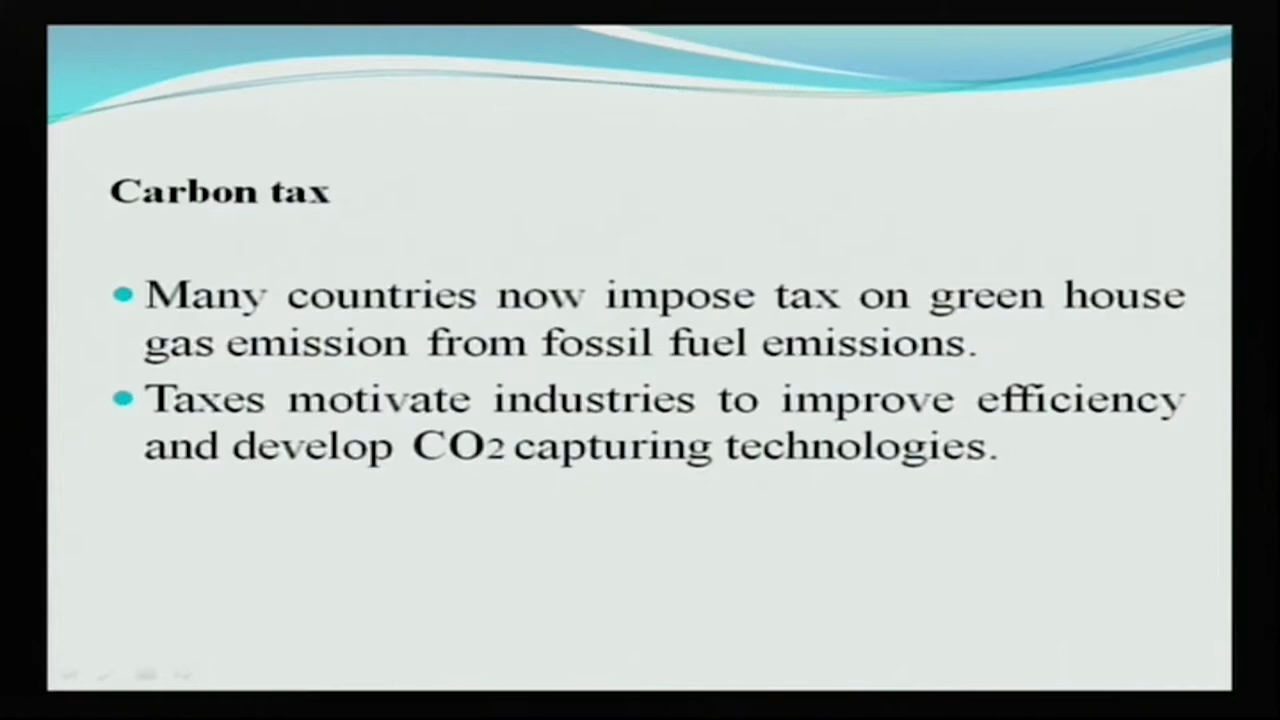 Carbon tax
Many countries now impose tax on green house
gas emission from fossil fuel emissions.
Taxes motivate industries to improve efficiency
and develop CO2 capturing technologies.